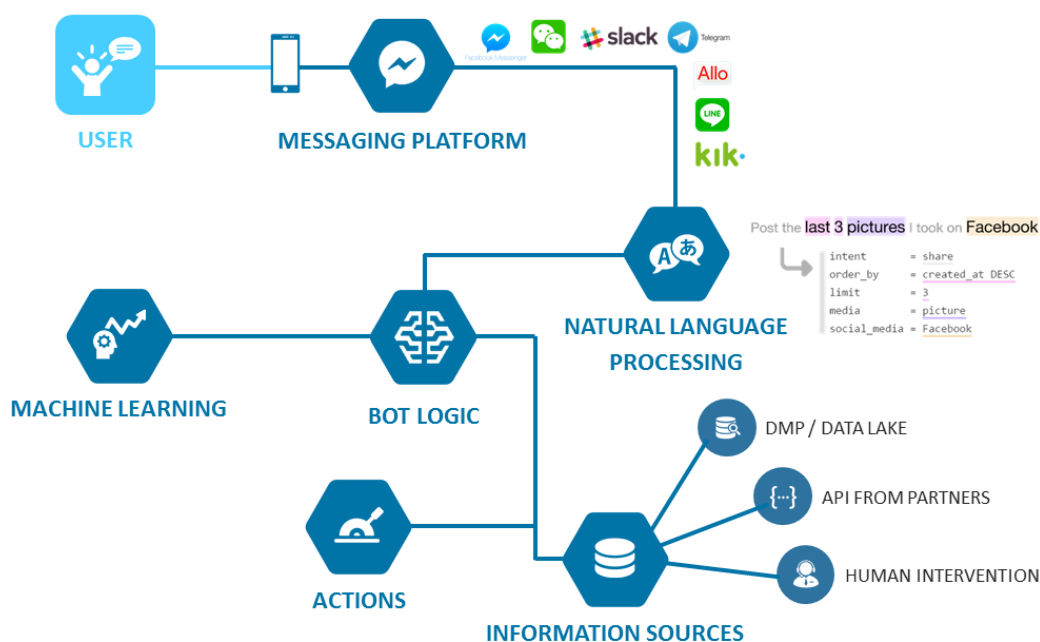 Facebook Messenger
slack
Telegram
Allo
LINE
kik
USER
MESSAGING PLATFORM
Post the last 3 pictures I took on Facebook
intent = share
order_by = created_at DESC
limit = 3
media = picture
social_media = Facebook
A あ
NATURAL LANGUAGE
PROCESSING
MACHINE LEARNING
BOT LOGIC
DMP / DATA LAKE
{...}
API FROM PARTNERS
ACTIONS
HUMAN INTERVENTION
INFORMATION SOURCES